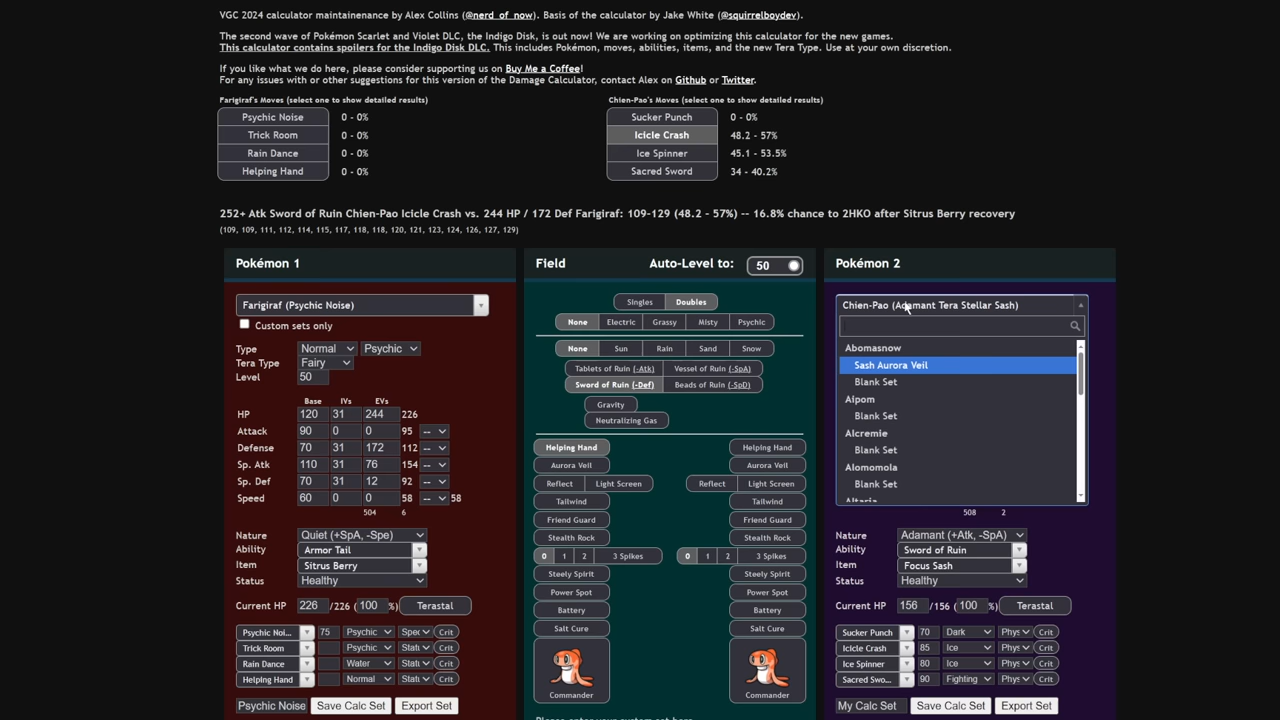 VGC 2024 calculator maintainenance by Alex Collins (@nerd_of_now). Basis of the calculator by Jake White (@squirrelboydev).
The second wave of Pokémon Scarlet and Violet DLC, the Indigo Disk, is out now! We are working on optimizing this calculator for the new games.
This calculator contains spoilers for the Indigo Disk DLC. This includes Pokémon, moves, abilities, items, and the new Tera Type. Use at your own discretion.
If you like what we do here, please consider supporting us on Buy Me a Coffee!
For any issues with or other suggestions for this version of the Damage Calculator, contact Alex on Github or Twitter.
Farigiraf's Moves (select one to show detailed results)
Psychic Noise 0 - 0%
Trick Room 0 - 0%
Rain Dance 0 - 0%
Helping Hand 0 - 0%
Chien-Pao's Moves (select one to show detailed results)
Sucker Punch 0 - 0%
Icicle Crash 48.2 - 57%
Ice Spinner 45.1 - 53.5%
Sacred Sword 34 - 40.2%
252+ Atk Sword of Ruin Chien-Pao Icicle Crash vs. 244 HP / 172 Def Farigiraf: 109-129 (48.2 - 57%) -- 16.8% chance to 2HKO after Sitrus Berry recovery
(109, 109, 111, 112, 114, 115, 117, 118, 118, 120, 121, 123, 124, 126, 127, 129)
Pokémon 1
Farigiraf (Psychic Noise)
Custom sets only
Type Normal Psychic
Tera Type Fairy
Level 50
Base IVs EVs
HP 120 31 244 226
Attack 90 0 0 95 --
Defense 70 31 172 112 --
Sp. Atk 110 31 76 154 --
Sp. Def 70 31 12 92 --
Speed 60 0 0 58 -- 58
504 6
Nature Quiet (+SpA, -Spe)
Ability Armor Tail
Item Sitrus Berry
Status Healthy
Current HP 226 /226 (100 %) Terastal
Psychic Noi... 75 Psychic Spec Crit
Trick Room Psychic Stati Crit
Rain Dance Water Stati Crit
Helping Hand Normal Stati Crit
Psychic Noise Save Calc Set Export Set
Field Auto-Level to: 50
Singles Doubles
None Electric Grassy Misty Psychic
None Sun Rain Sand Snow
Tablets of Ruin (-Atk) Vessel of Ruin (-SpA)
Sword of Ruin (-Def) Beads of Ruin (-SpD)
Gravity
Neutralizing Gas
Helping Hand Helping Hand
Aurora Veil Aurora Veil
Reflect Light Screen Reflect Light Screen
Tailwind Tailwind
Friend Guard Friend Guard
Stealth Rock Stealth Rock
0 1 2 3 Spikes 0 1 2 3 Spikes
Steely Spirit Steely Spirit
Power Spot Power Spot
Battery Battery
Salt Cure Salt Cure
Commander Commander
Please enter your custom set here
Pokémon 2
Chien-Pao (Adamant Tera Stellar Sash)
Abomasnow
Sash Aurora Veil
Blank Set
Aipom
Blank Set
Alcremie
Blank Set
Alomomola
Blank Set
Altaria
508 2
Nature Adamant (+Atk, -SpA)
Ability Sword of Ruin
Item Focus Sash
Status Healthy
Current HP 156 /156 (100 %) Terastal
Sucker Punch 70 Dark Phys Crit
Icicle Crash 85 Ice Phys Crit
Ice Spinner 80 Ice Phys Crit
Sacred Swo... 90 Fighting Phys Crit
My Calc Set Save Calc Set Export Set